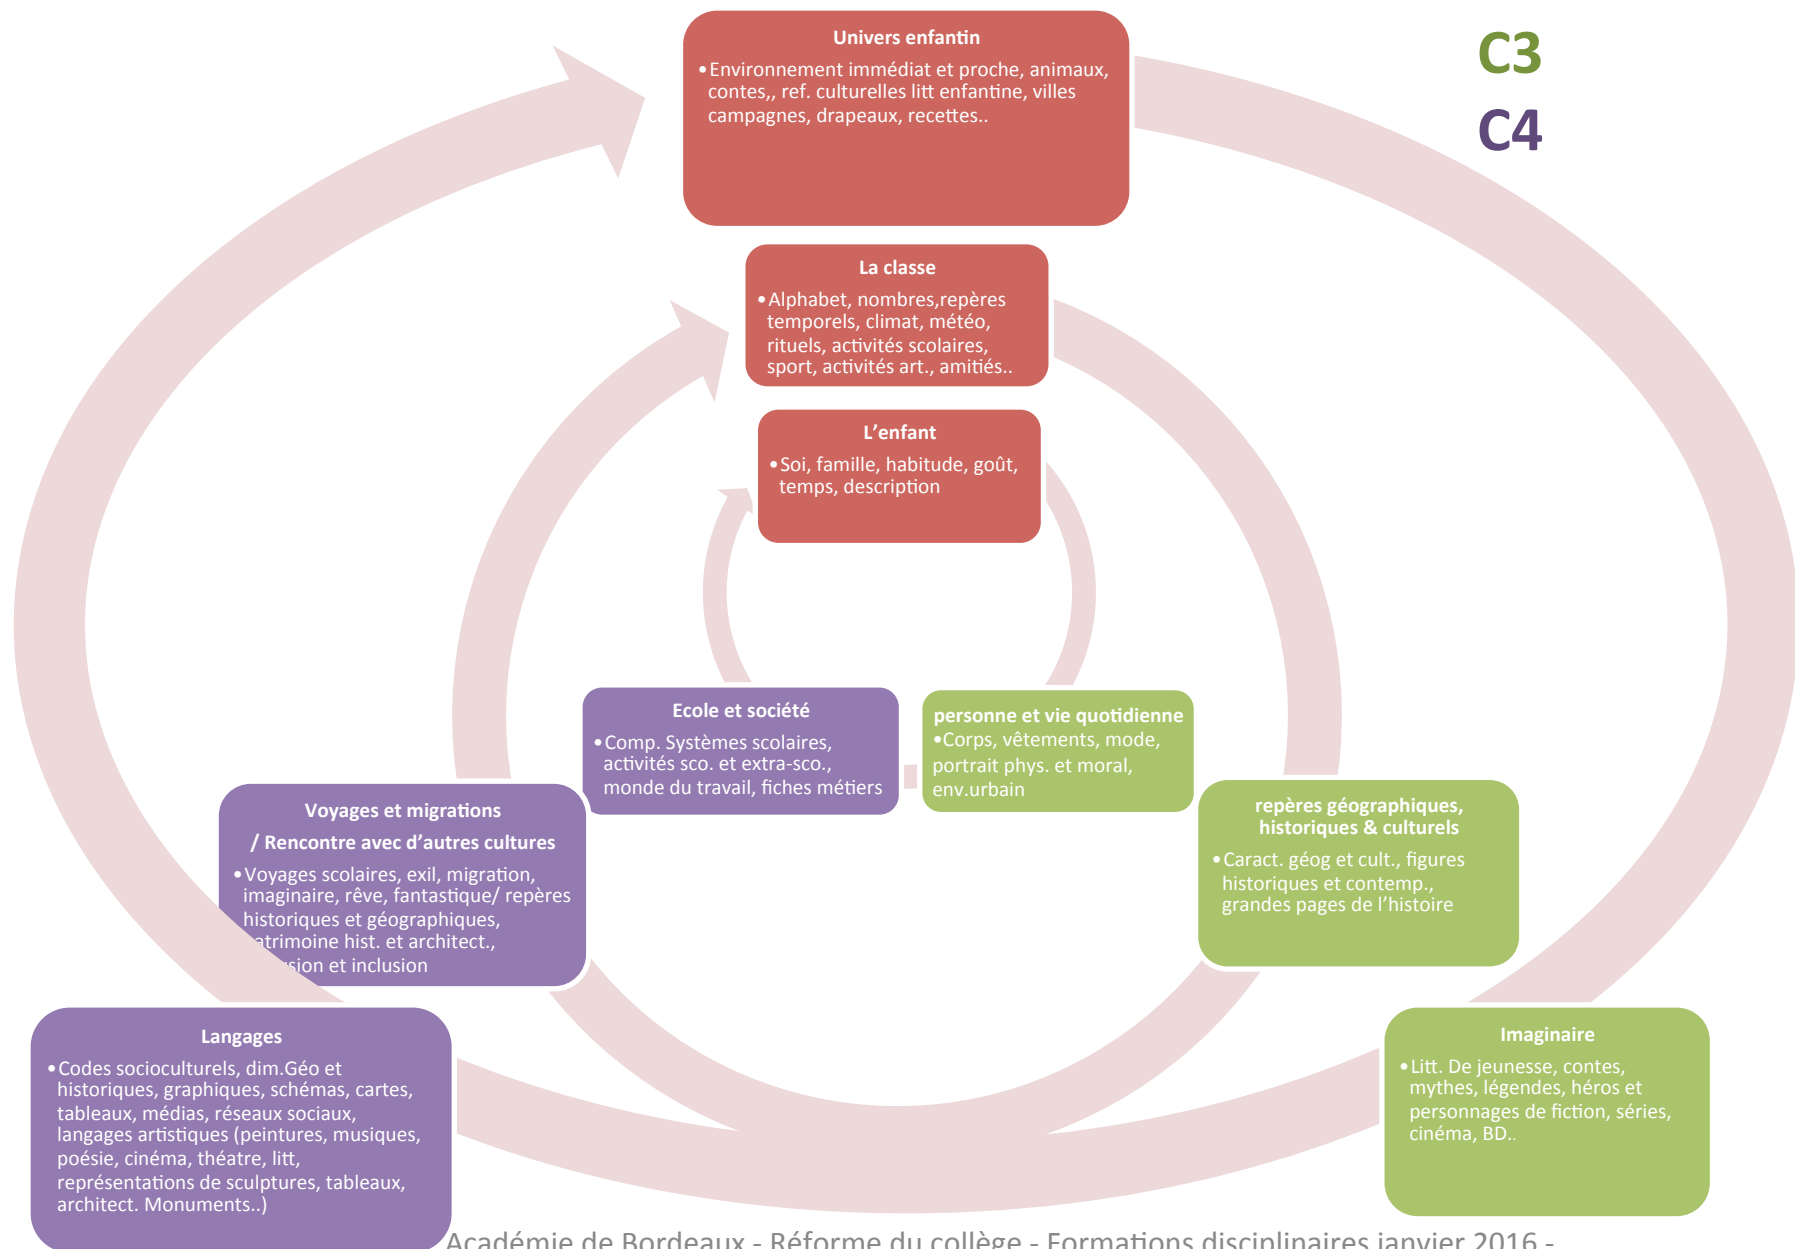 Univers enfantin
•Environnement immédiat et proche, animaux,
contes,, ref. culturelles litt enfantine, villes
campagnes, drapeaux, recettes..
C3
C4
La classe
•Alphabet, nombres,repères
temporels, climat, météo,
rituels, activités scolaires,
sport, activités art., amitiés..
L’enfant
•Soi, famille, habitude, goût,
temps, description
Ecole et société
•Comp. Systèmes scolaires,
activités sco. et extra-sco.,
monde du travail, fiches métiers
personne et vie quotidienne
•Corps, vêtements, mode,
portrait phys. et moral,
env.urbain
Voyages et migrations
/ Rencontre avec d’autres cultures
•Voyages scolaires, exil, migration,
imaginaire, rêve, fantastique/ repères
historiques et géographiques,
hist. et architect.,
et inclusion
repères géographiques,
historiques & culturels
•Caract. géog et cult., figures
historiques et contemp.,
grandes pages de l’histoire
Langages
•Codes socioculturels, dim.Géo et
historiques, graphiques, schémas, cartes,
tableaux, médias, réseaux sociaux,
langages artistiques (peintures, musiques,
poésie, cinéma, théatre, litt,
représentations de sculptures, tableaux,
architect. Monuments..)
Imaginaire
•Litt. De jeunesse, contes,
mythes, légendes, héros et
personnages de fiction, séries,
cinéma, BD..
Académie de Bordeaux - Réforme du collège - Formations disciplinaires janvier 2016 -